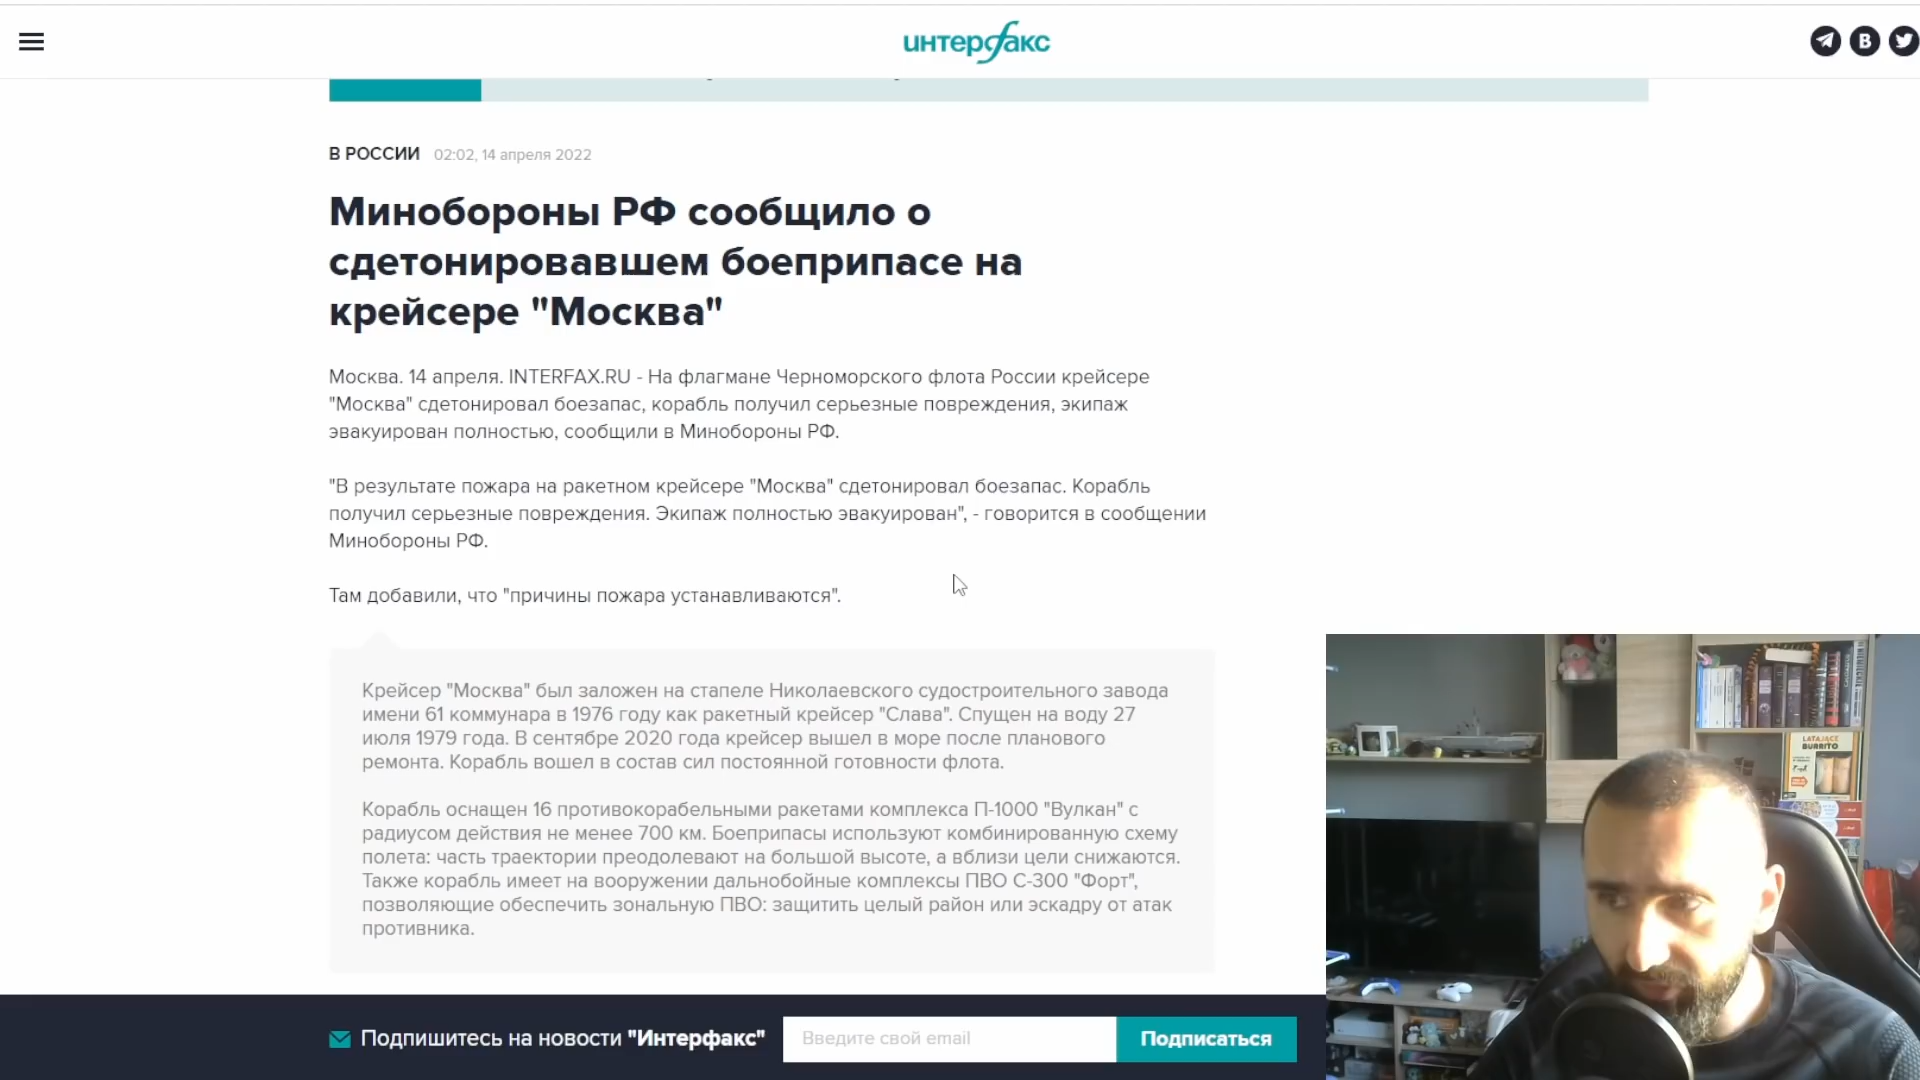 интерфакс
В РОССИИ 02:02, 14 апреля 2022
Минобороны РФ сообщило о
сдетонировавшем боеприпасе на
крейсере "Москва"
Москва. 14 апреля. INTERFAX.RU - На флагмане Черноморского флота России крейсере
"Москва" сдетонировал боезапас, корабль получил серьезные повреждения, экипаж
эвакуирован полностью, сообщили в Минобороны РФ.
"В результате пожара на ракетном крейсере "Москва" сдетонировал боезапас. Корабль
получил серьезные повреждения. Экипаж полностью эвакуирован", - говорится в сообщении
Минобороны РФ.
Там добавили, что "причины пожара устанавливаются".
Крейсер "Москва" был заложен на стапеле Николаевского судостроительного завода
имени 61 коммунара в 1976 году как ракетный крейсер "Слава". Спущен на воду 27
июля 1979 года. В сентябре 2020 года крейсер вышел в море после планового
ремонта. Корабль вошел в состав сил постоянной готовности флота.
Корабль оснащен 16 противокорабельными ракетами комплекса П-1000 "Вулкан" с
радиусом действия не менее 700 км. Боеприпасы используют комбинированную схему
полета: часть траектории преодолевают на большой высоте, а вблизи цели снижаются.
Также корабль имеет на вооружении дальнобойные комплексы ПВО С-300 "Форт",
позволяющие обеспечить зональную ПВО: защитить целый район или эскадру от атак
противника.
LATAJĄCE
BURRITO
Подпишитесь на новости "Интерфакс" Введите свой email Подписаться